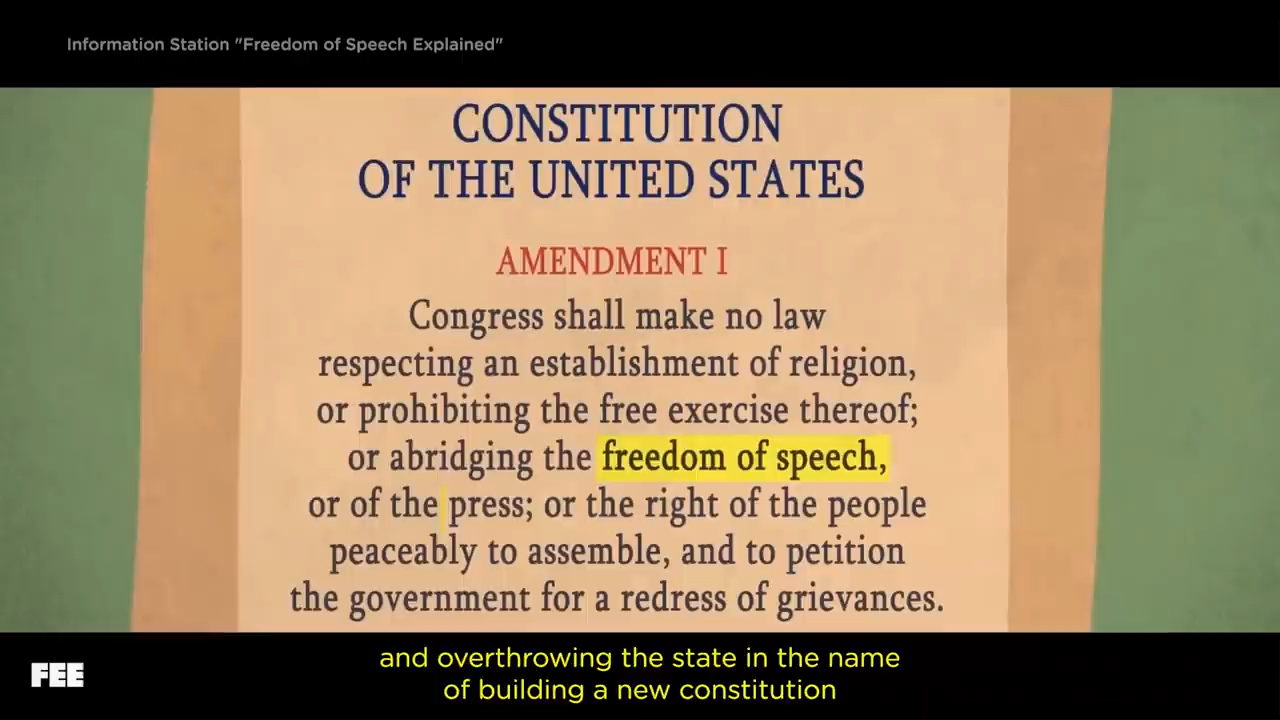 Information Station "Freedom of Speech Explained"
CONSTITUTION
OF THE UNITED STATES
AMENDMENT I
Congress shall make no law
respecting an establishment of religion,
or prohibiting the free exercise thereof;
or abridging the freedom of speech,
or of the press; or the right of the people
peaceably to assemble, and to petition
the government for a redress of grievances.
and overthrowing the state in the name
of building a new constitution
FEE